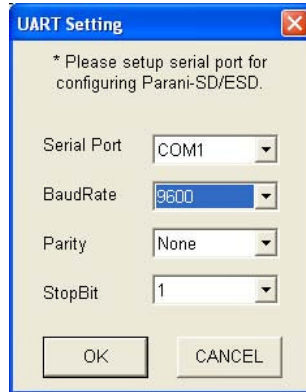 UART Setting
* Please setup serial port for
configuring Parani-SD/ESD.
Serial Port COM1
BaudRate 9600
Parity None
StopBit 1
OK CANCEL